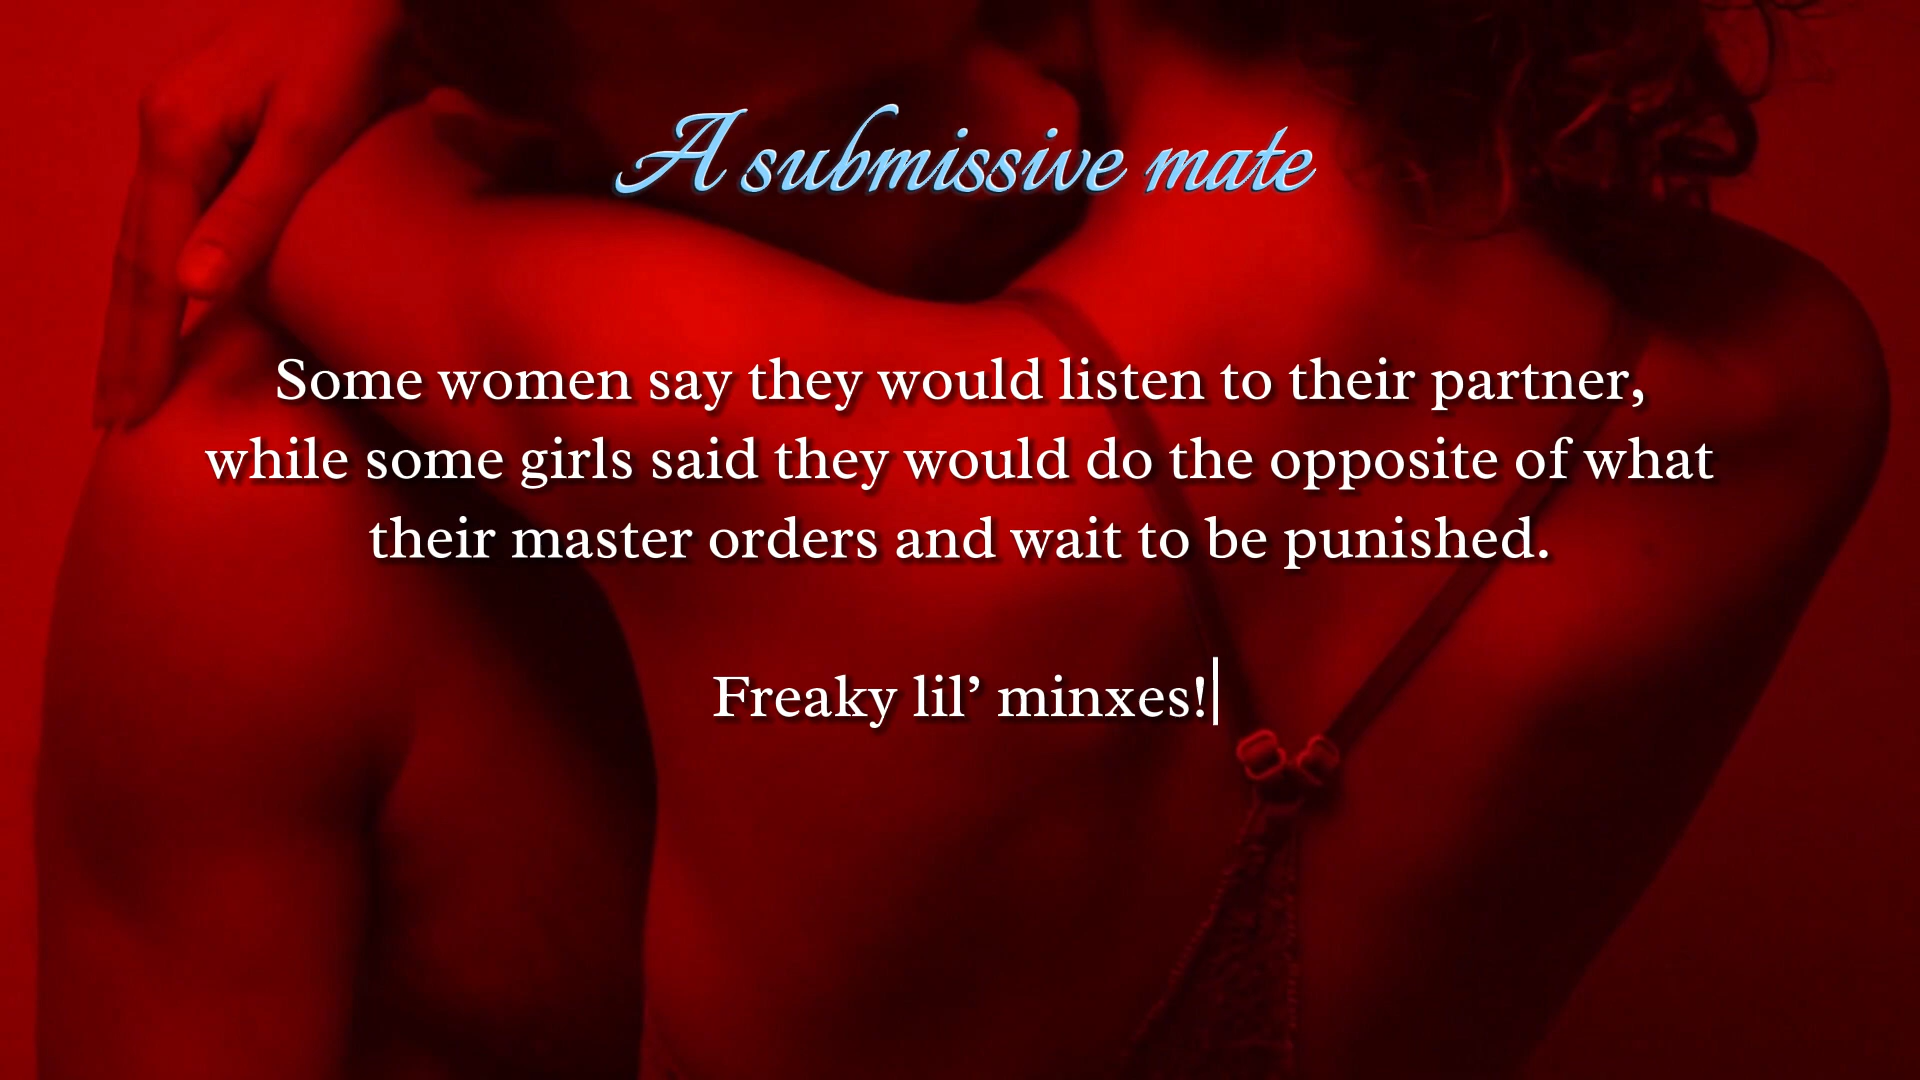 A submissive mate
Some women say they would listen to their partner,
while some girls said they would do the opposite of what
their master orders and wait to be punished.
Freaky lil’ minxes!